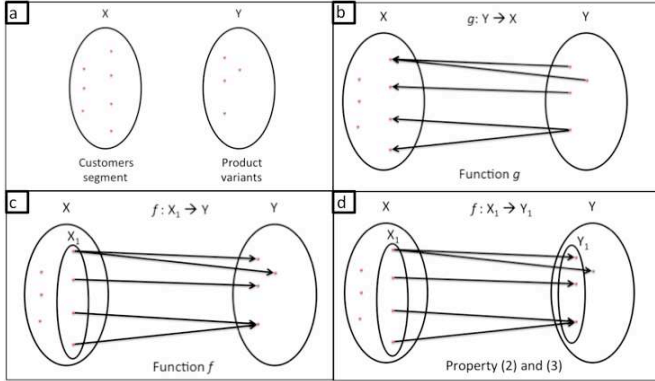 a
X
Y
Customers
segment
Product
variants
b
X
g: Y → X
Y
Function g
c
X
f: X₁ → Y
Y
X₁
Function f
d
X
f: X₁ → Y₁
Y
X₁
Y₁
Property (2) and (3)